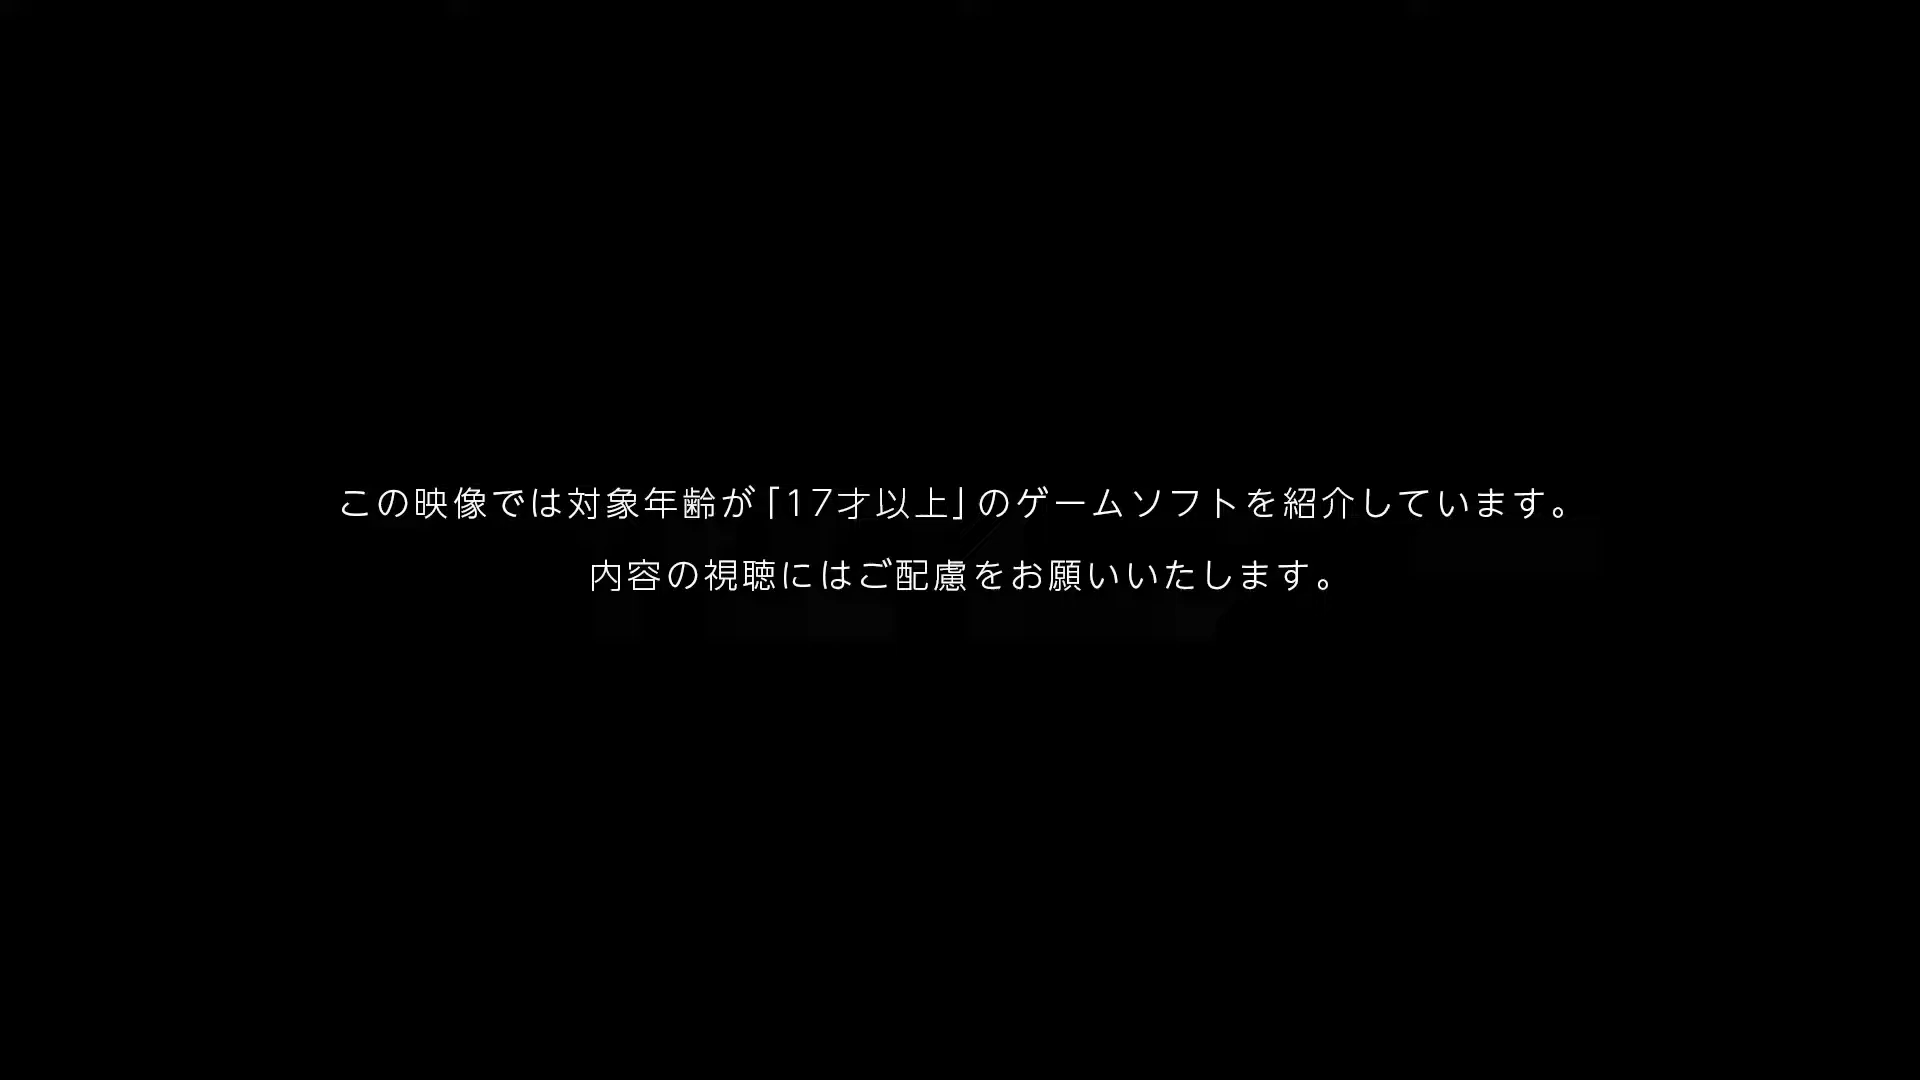 この映像では対象年齢が「17才以上」のゲームソフトを紹介しています。
内容の視聴にはご配慮をお願いいたします。